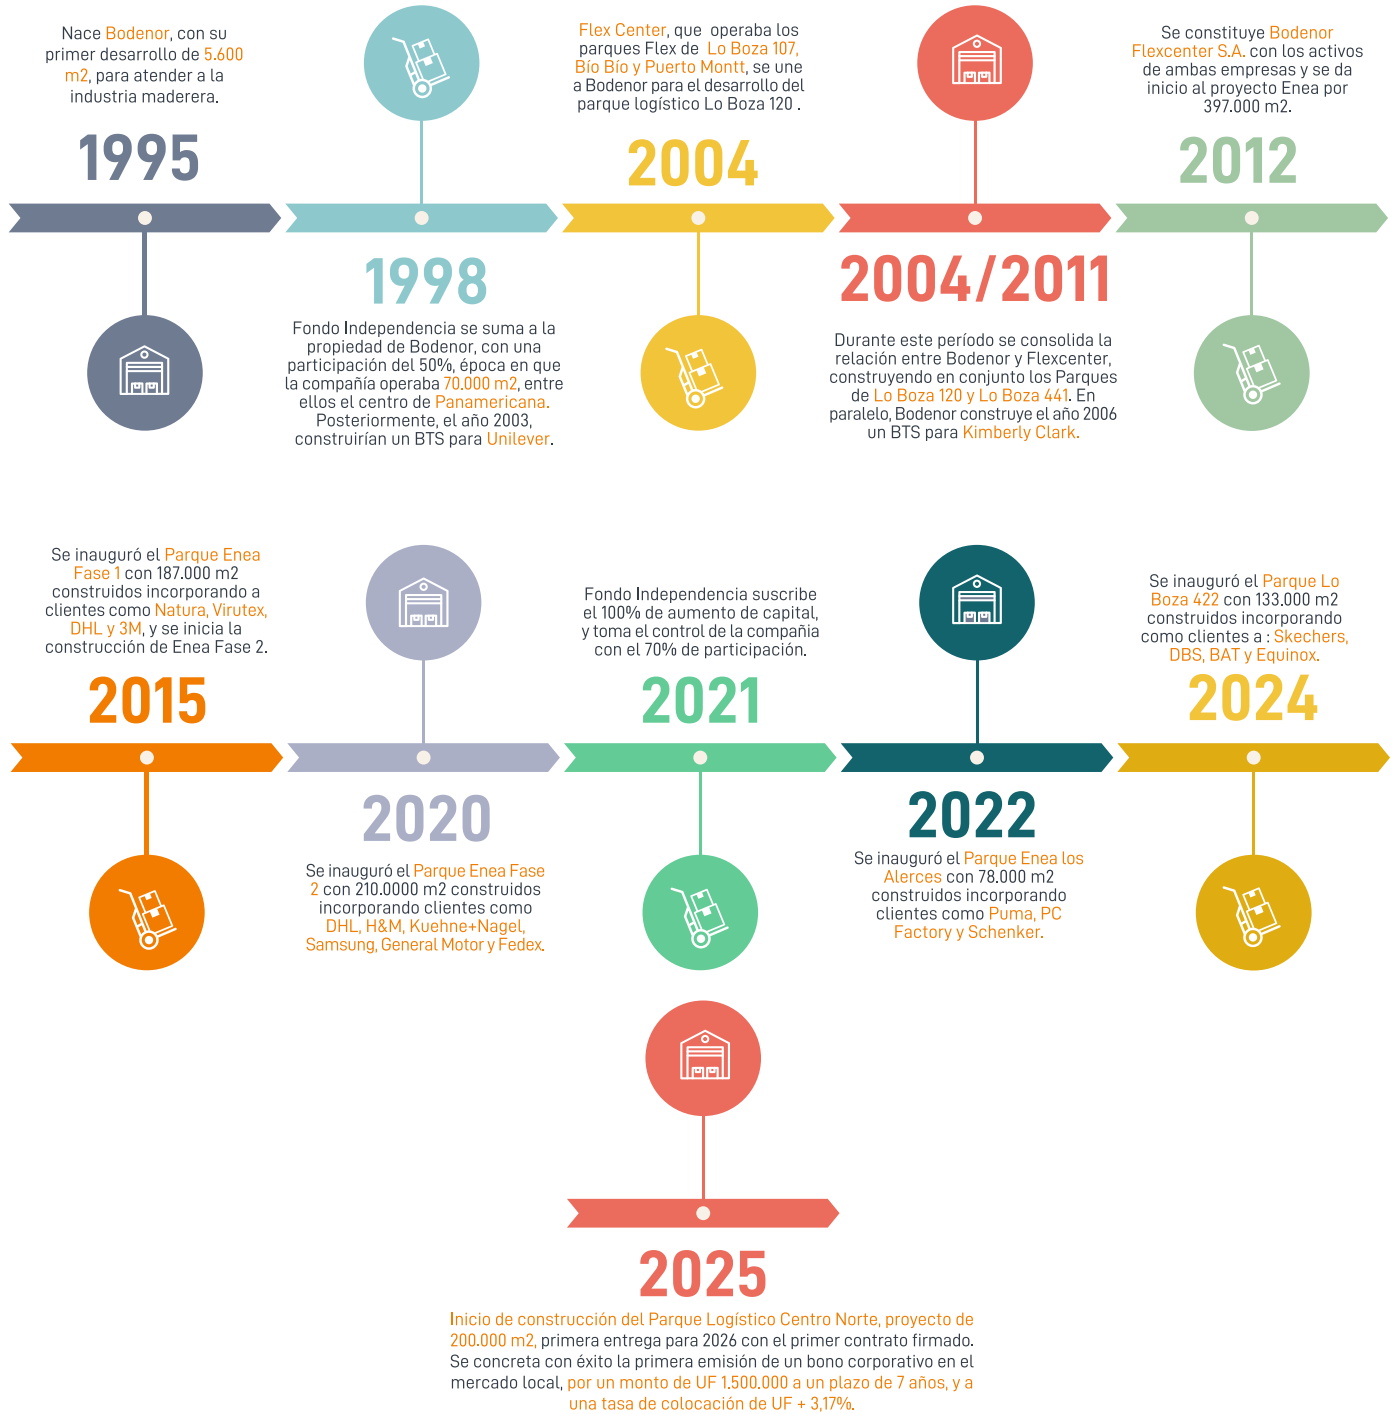 Nace Bodenor, con su
primer desarrollo de 5.600
m2, para atender a la
industria maderera.
1995
1998
Fondo Independencia se suma a la
propiedad de Bodenor, con una
participación del 50%, época en que
la compañía operaba 70.000 m2, entre
ellos el centro de Panamericana.
Posteriormente, el año 2003,
construirían un BTS para Unilever.
Flex Center, que operaba los
parques Flex de Lo Boza 107,
Bío Bío y Puerto Montt, se une
a Bodenor para el desarrollo del
parque logístico Lo Boza 120 .
2004
2004/2011
Durante este período se consolida la
relación entre Bodenor y Flexcenter,
construyendo en conjunto los Parques
de Lo Boza 120 y Lo Boza 441. En
paralelo, Bodenor construye el año 2006
un BTS para Kimberly Clark.
Se constituye Bodenor
Flexcenter S.A. con los activos
de ambas empresas y se da
inicio al proyecto Enea por
397.000 m2.
2012
Se inauguró el Parque Enea
Fase 1 con 187.000 m2
construidos incorporando a
clientes como Natura, Virutex,
DHL y 3M, y se inicia la
construcción de Enea Fase 2.
2015
2020
Se inauguró el Parque Enea Fase
2 con 210.0000 m2 construidos
incorporando clientes como
DHL, H&M, Kuehne+Nagel,
Samsung, General Motor y Fedex.
Fondo Independencia suscribe
el 100% de aumento de capital,
y toma el control de la compañia
con el 70% de participación.
2021
2022
Se inauguró el Parque Enea los
Alerces con 78.000 m2
construidos incorporando
clientes como Puma, PC
Factory y Schenker.
Se inauguró el Parque Lo
Boza 422 con 133.000 m2
construidos incorporando
como clientes a : Skechers,
DBS, BAT y Equinox.
2024
2025
Inicio de construcción del Parque Logístico Centro Norte, proyecto de
200.000 m2, primera entrega para 2026 con el primer contrato firmado.
Se concreta con éxito la primera emisión de un bono corporativo en el
mercado local, por un monto de UF 1.500.000 a un plazo de 7 años, y a
una tasa de colocación de UF + 3,17%.